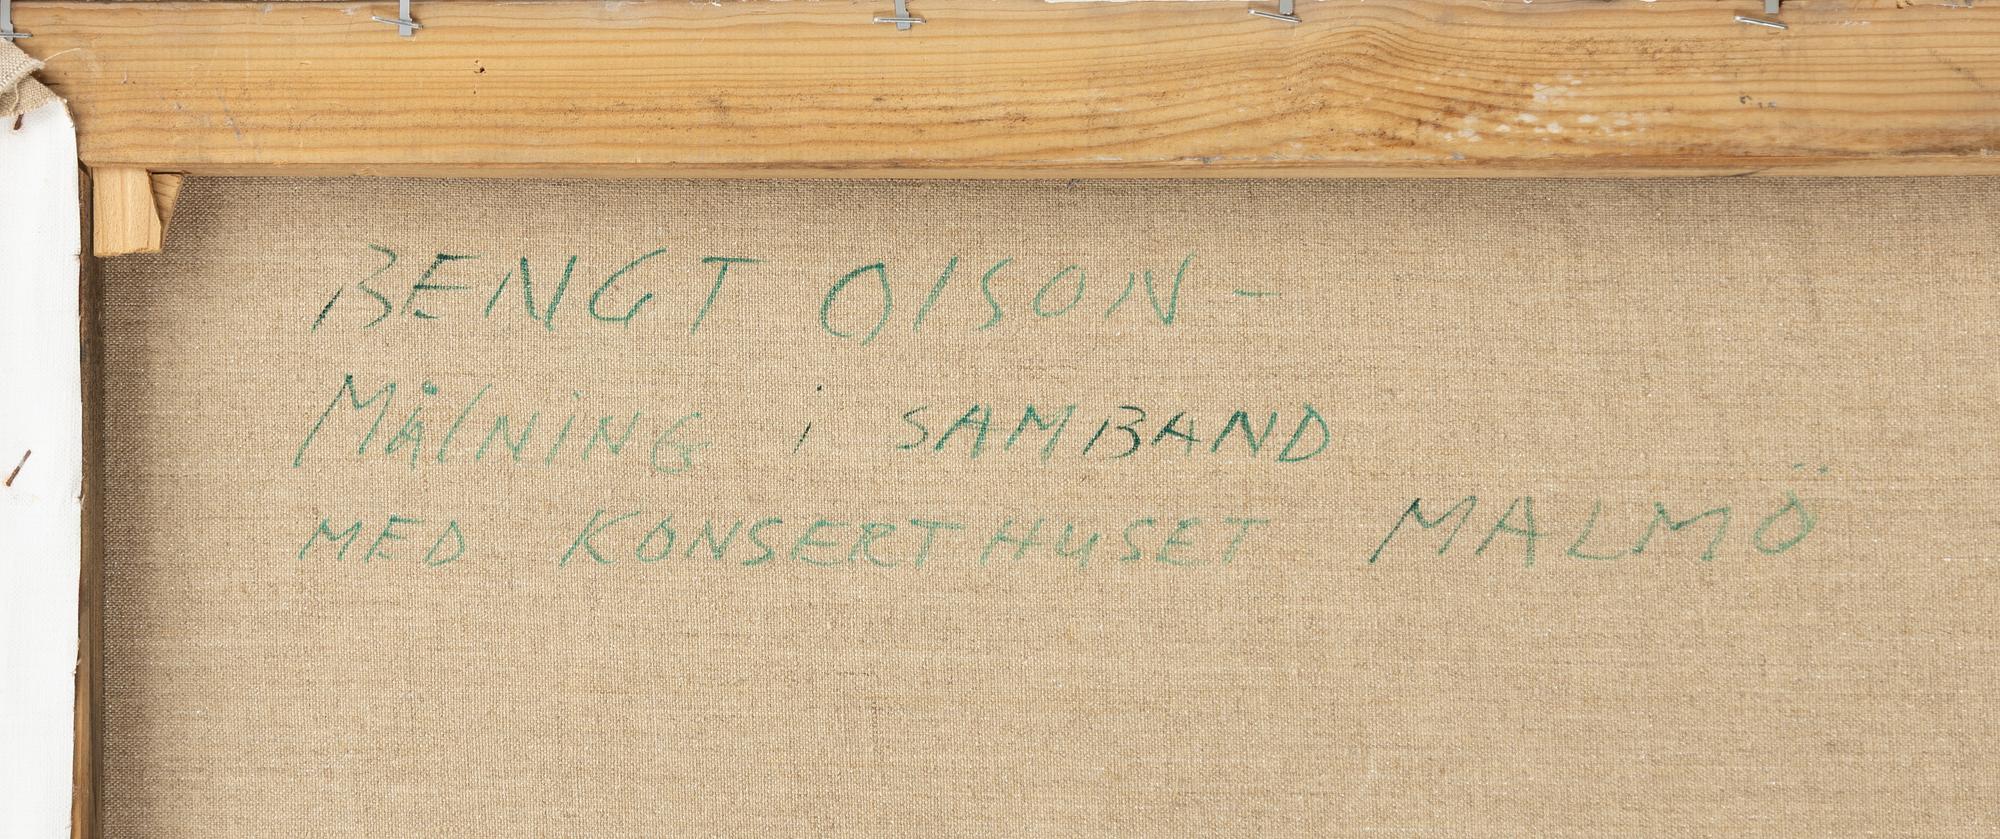 BENGT OlSON -
MÅlNiNG i SAMBAND
MED KONSERTHUSET MALMÖ